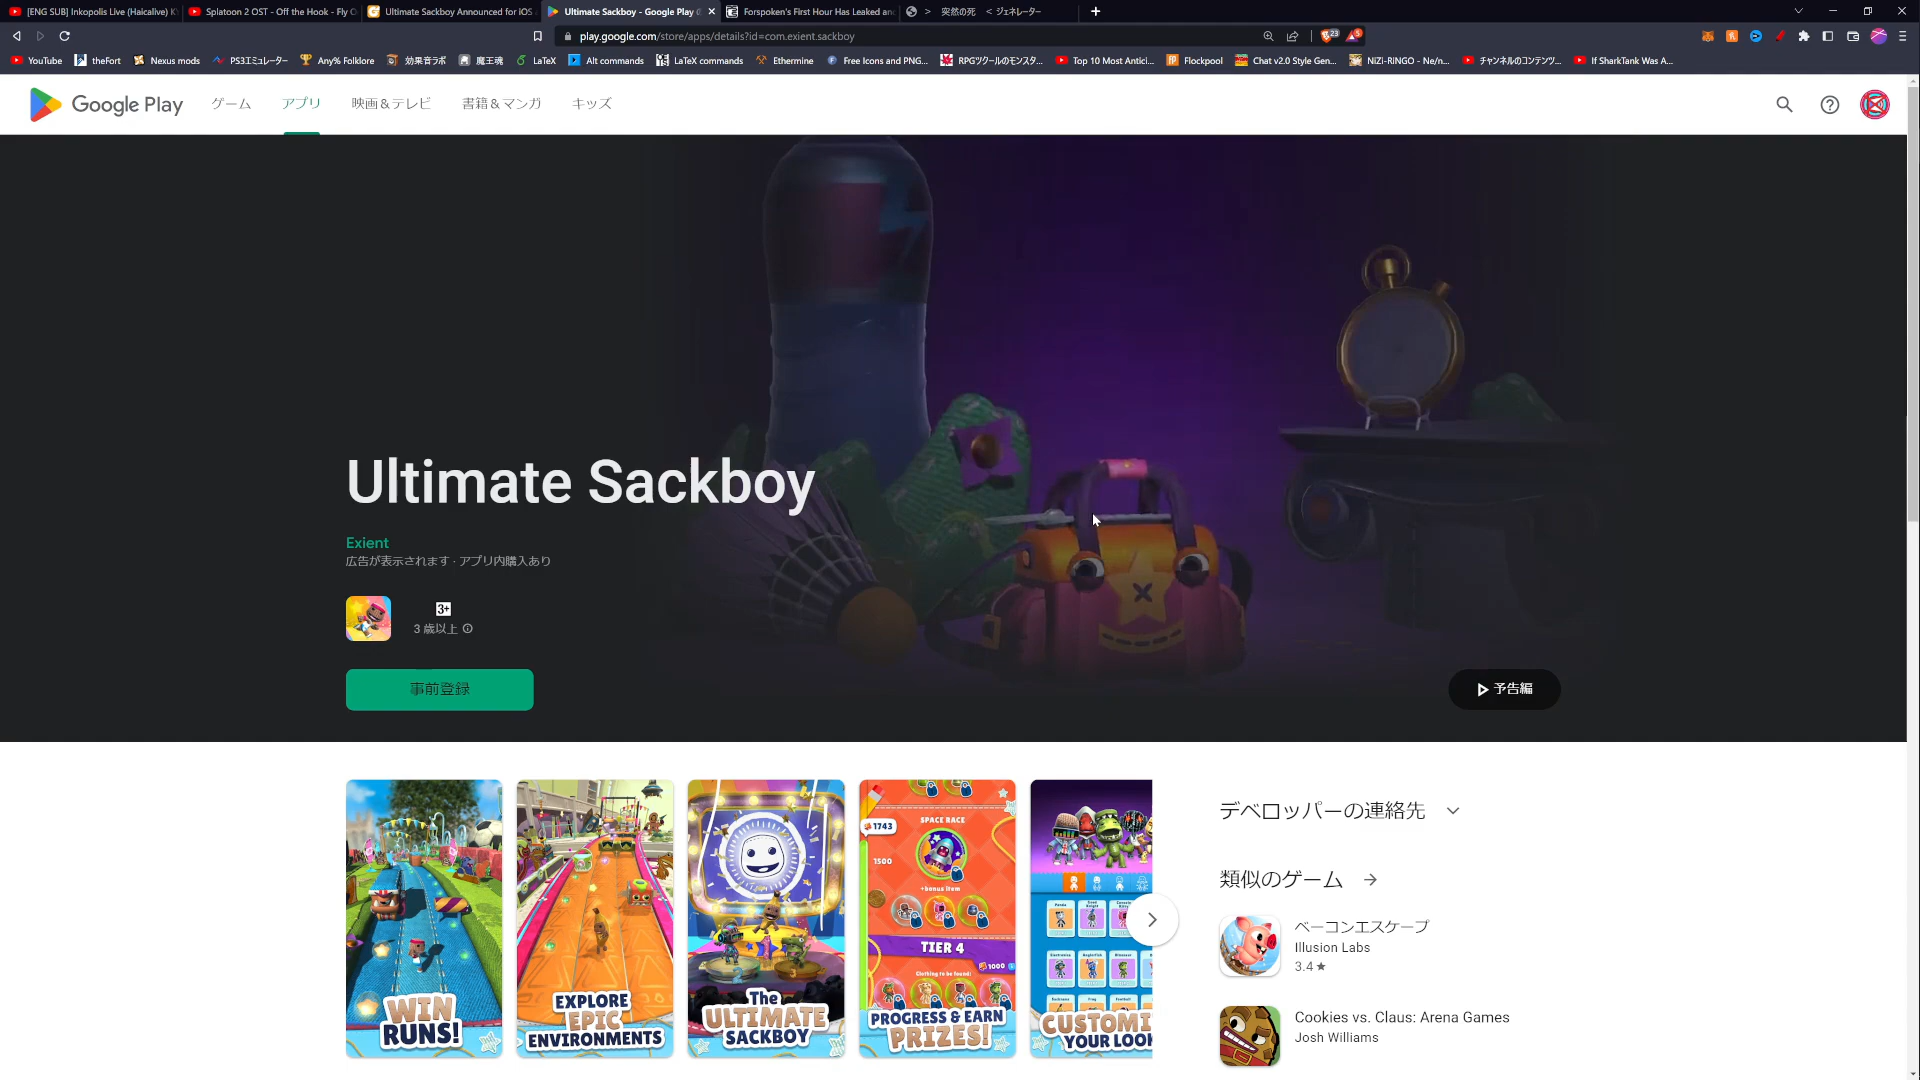 [ENG SUB] Inkopolis Live (Haicalive) K
Splatoon 2 OST - Off the Hook - Fly O
Ultimate Sackboy Announced for iOS
Ultimate Sackboy - Google Play の
Forspoken's First Hour Has Leaked and
＞ 突然の死 ＜ジェネレーター
play.google.com/store/apps/details?id=com.exient.sackboy
23
5
YouTube
theFort
Nexus mods
PS3エミュレーター
Any% Folklore
効果音ラボ
魔王魂
LaTeX
Alt commands
LaTeX commands
Ethermine
Free Icons and PNG...
RPGツクールのモンスタ...
Top 10 Most Antici...
Flockpool
Chat v2.0 Style Gen...
NiZi-RiNGO - Ne/n...
チャンネルのコンテンツ...
If SharkTank Was A...
Google Play
ゲーム
アプリ
映画＆テレビ
書籍＆マンガ
キッズ
Ultimate Sackboy
Exient
広告が表示されます · アプリ内購入あり
3+
3 歳以上
事前登録
予告編
WIN
RUNS!
EXPLORE
EPIC
ENVIRONMENTS
The
ULTIMATE
SACKBOY
SPACE RACE
1743
1500
+bonus item
TIER 4
1000
Clothing to be found:
PROGRESS & EARN
PRIZES!
CUSTOMI
YOUR LOOK
デベロッパーの連絡先
類似のゲーム
ベーコンエスケープ
Illusion Labs
3.4★
Cookies vs. Claus: Arena Games
Josh Williams